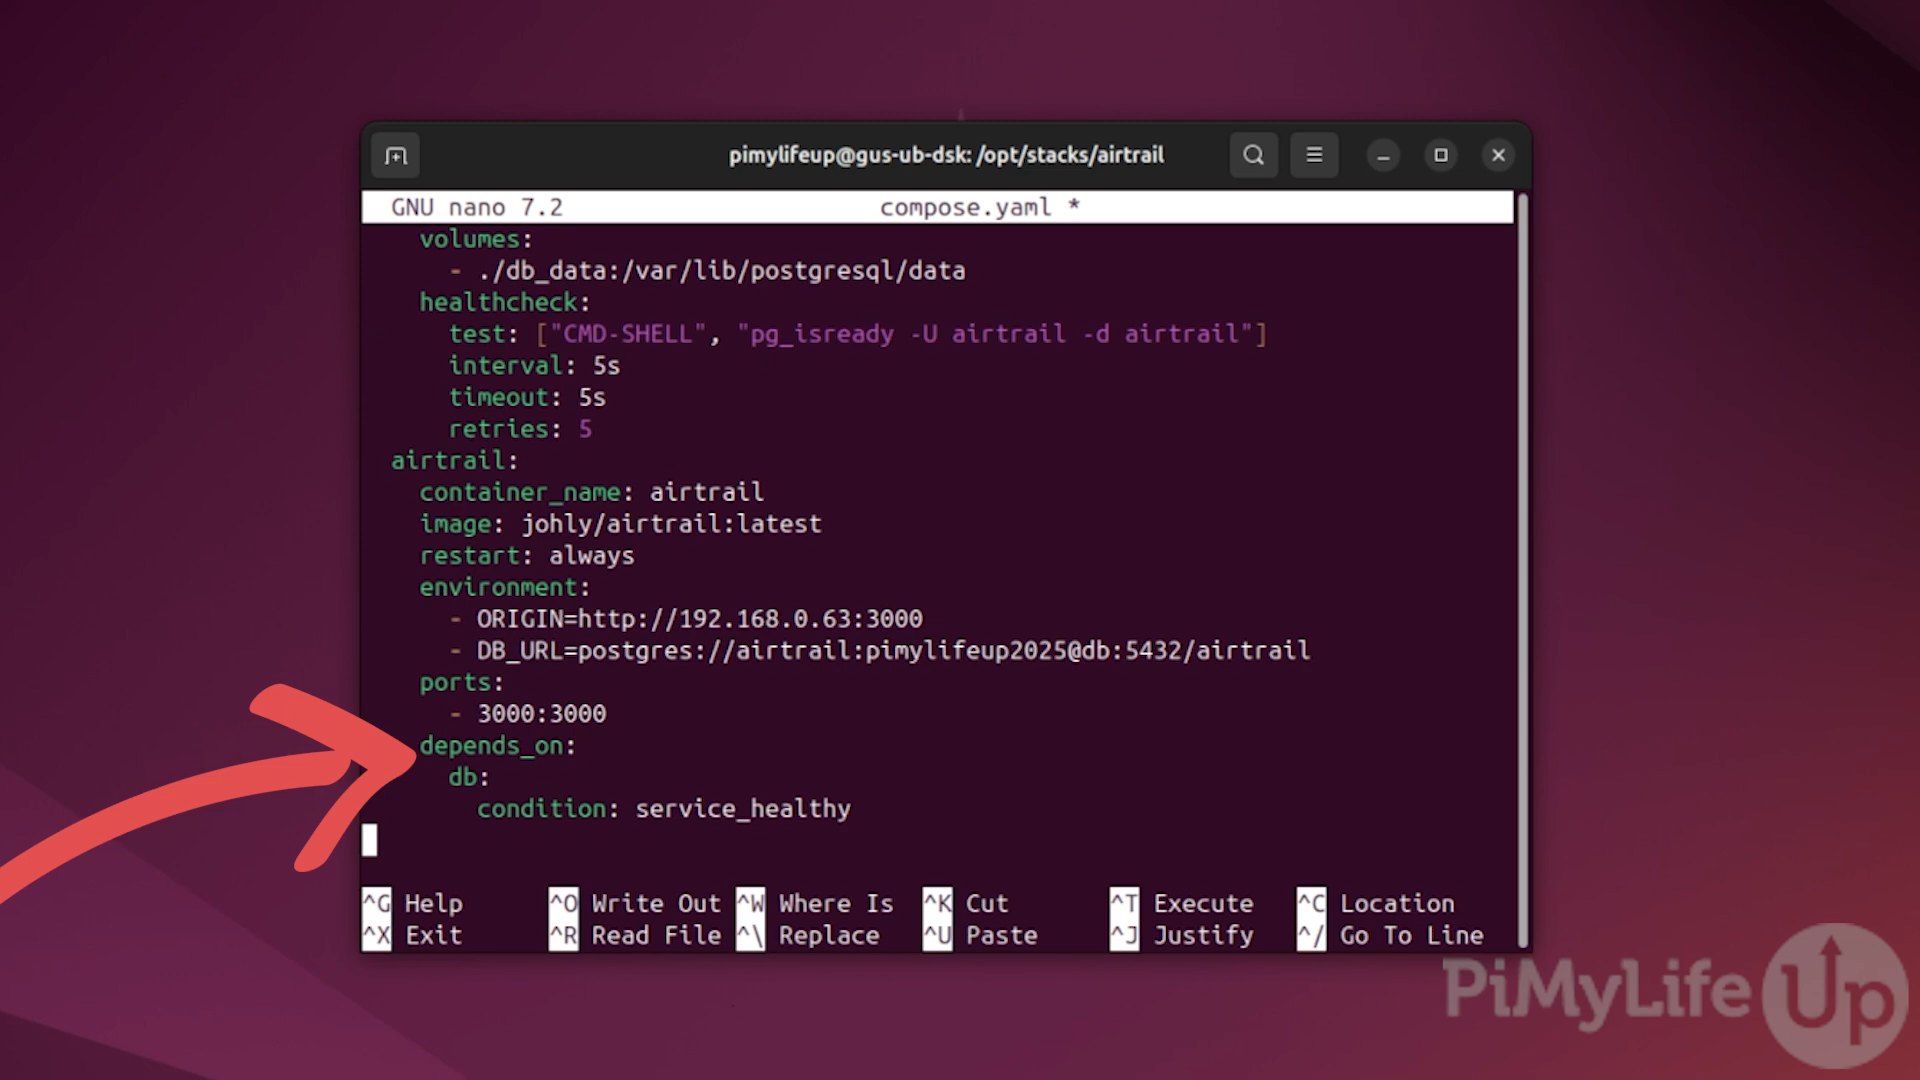 pimylifeup@gus-ub-dsk: /opt/stacks/airtrail
GNU nano 7.2 compose.yaml *
volumes:
- ./db_data:/var/lib/postgresql/data
healthcheck:
test: ["CMD-SHELL", "pg_isready -U airtrail -d airtrail"]
interval: 5s
timeout: 5s
retries: 5
airtrail:
container_name: airtrail
image: johly/airtrail:latest
restart: always
environment:
- ORIGIN=http://192.168.0.63:3000
- DB_URL=postgres://airtrail:pimylifeup2025@db:5432/airtrail
ports:
- 3000:3000
depends_on:
db:
condition: service_healthy
^G Help ^O Write Out ^W Where Is ^K Cut ^T Execute ^C Location
^X Exit ^R Read File ^\ Replace ^U Paste ^J Justify ^/ Go To Line
PiMyLifeUp